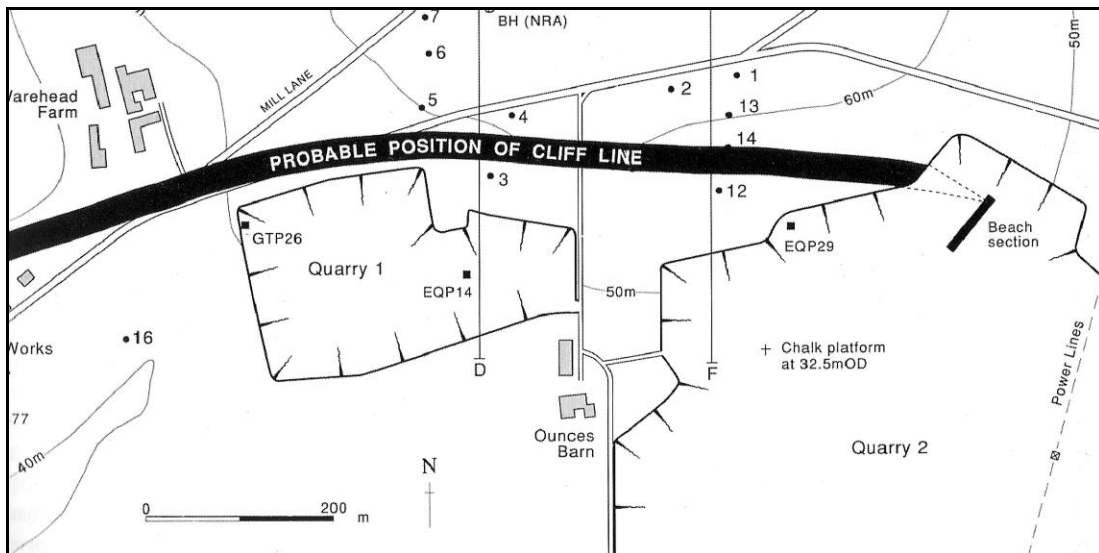 7
BH (NRA)
6
MILL LANE
Warehead
Farm
5
4
2
1
13
60m
50m
14
PROBABLE POSITION OF CLIFF LINE
3
12
GTP26
Quarry 1
EQP14
EQP29
Beach
section
50m
16
Works
77
40m
D
F
Chalk platform
at 32.5mOD
Ounces
Barn
Quarry 2
Power Lines
N
0
200
m